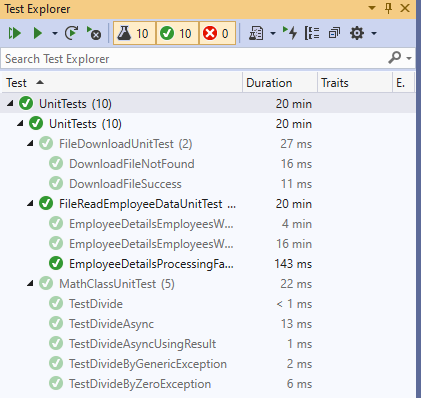 Test Explorer
10 10 0
Search Test Explorer
Test Duration Traits E.
UnitTests (10) 20 min
UnitTests (10) 20 min
FileDownloadUnitTest (2) 27 ms
DownloadFileNotFound 16 ms
DownloadFileSuccess 11 ms
FileReadEmployeeDataUnitTest ... 20 min
EmployeeDetailsEmployeesW... 4 min
EmployeeDetailsEmployeesW... 16 min
EmployeeDetailsProcessingFa... 143 ms
MathClassUnitTest (5) 22 ms
TestDivide < 1 ms
TestDivideAsync 13 ms
TestDivideAsyncUsingResult 1 ms
TestDivideByGenericException 2 ms
TestDivideByZeroException 6 ms